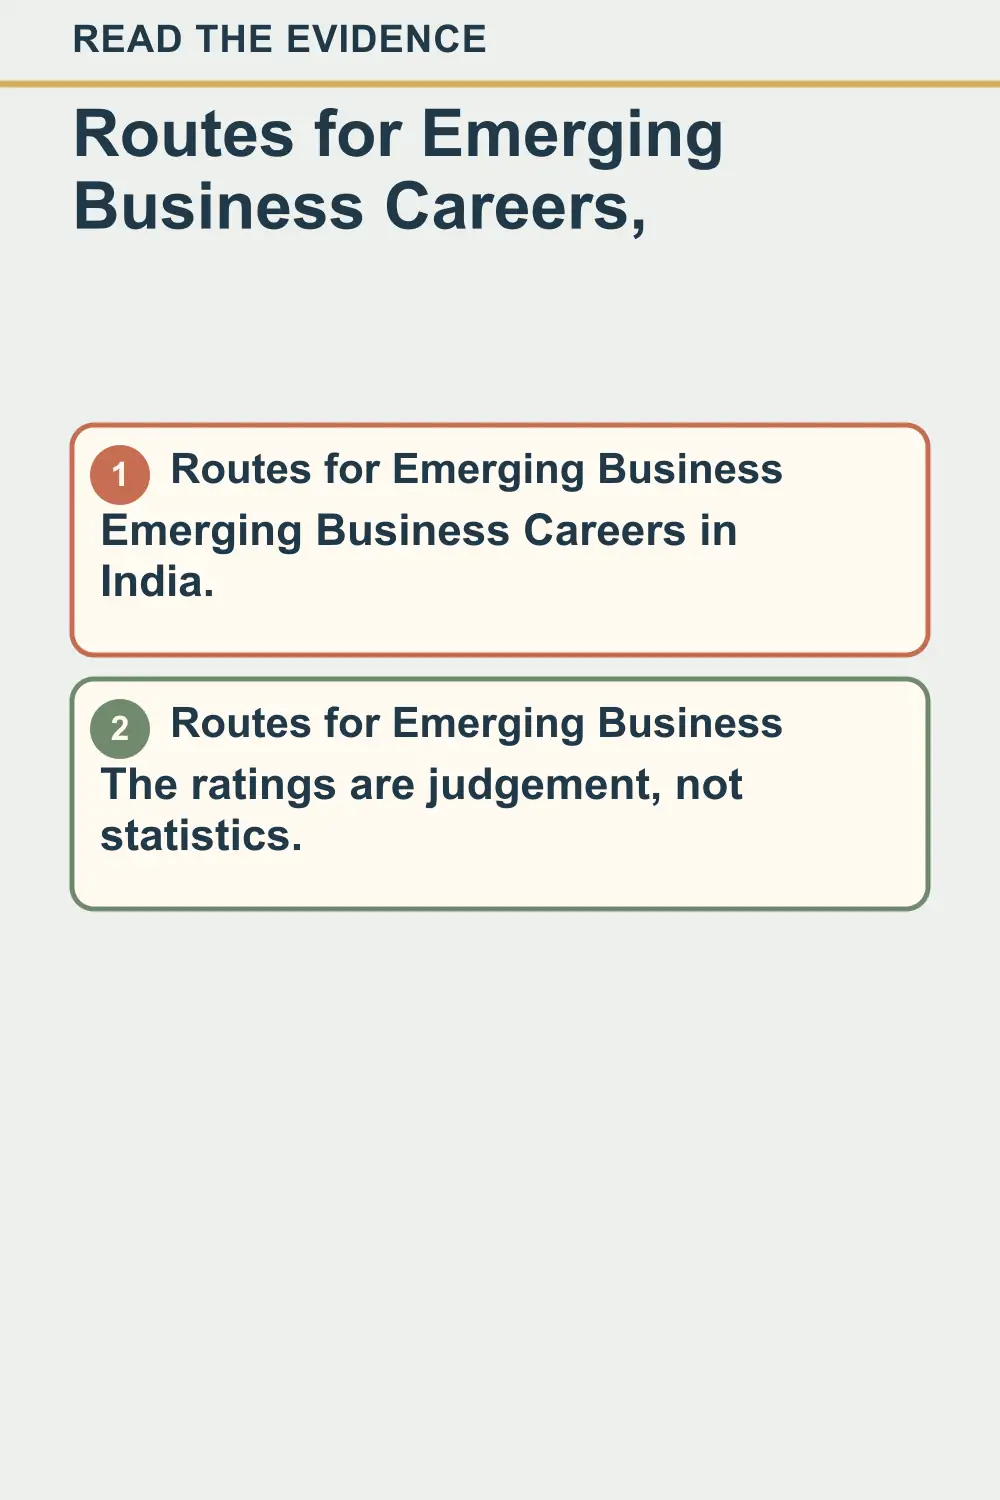 READ THE EVIDENCE
Routes for Emerging
Business Careers,
1 Routes for Emerging Business
Emerging Business Careers in
India.
2 Routes for Emerging Business
The ratings are judgement, not
statistics.